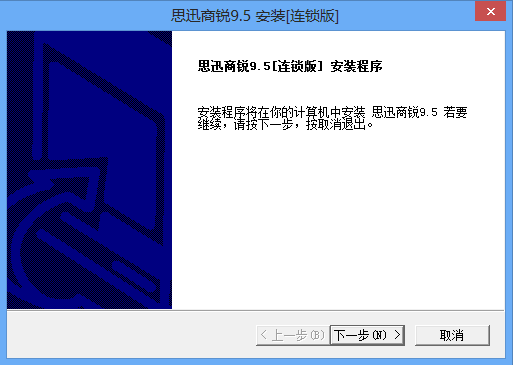 思迅商锐9.5 安装[连锁版]
思迅商锐9.5[连锁版] 安装程序
安装程序将在你的计算机中安装 思迅商锐9.5 若要
继续，请按下一步，按取消退出。
< 上一步(B)
下一步(N) >
取消